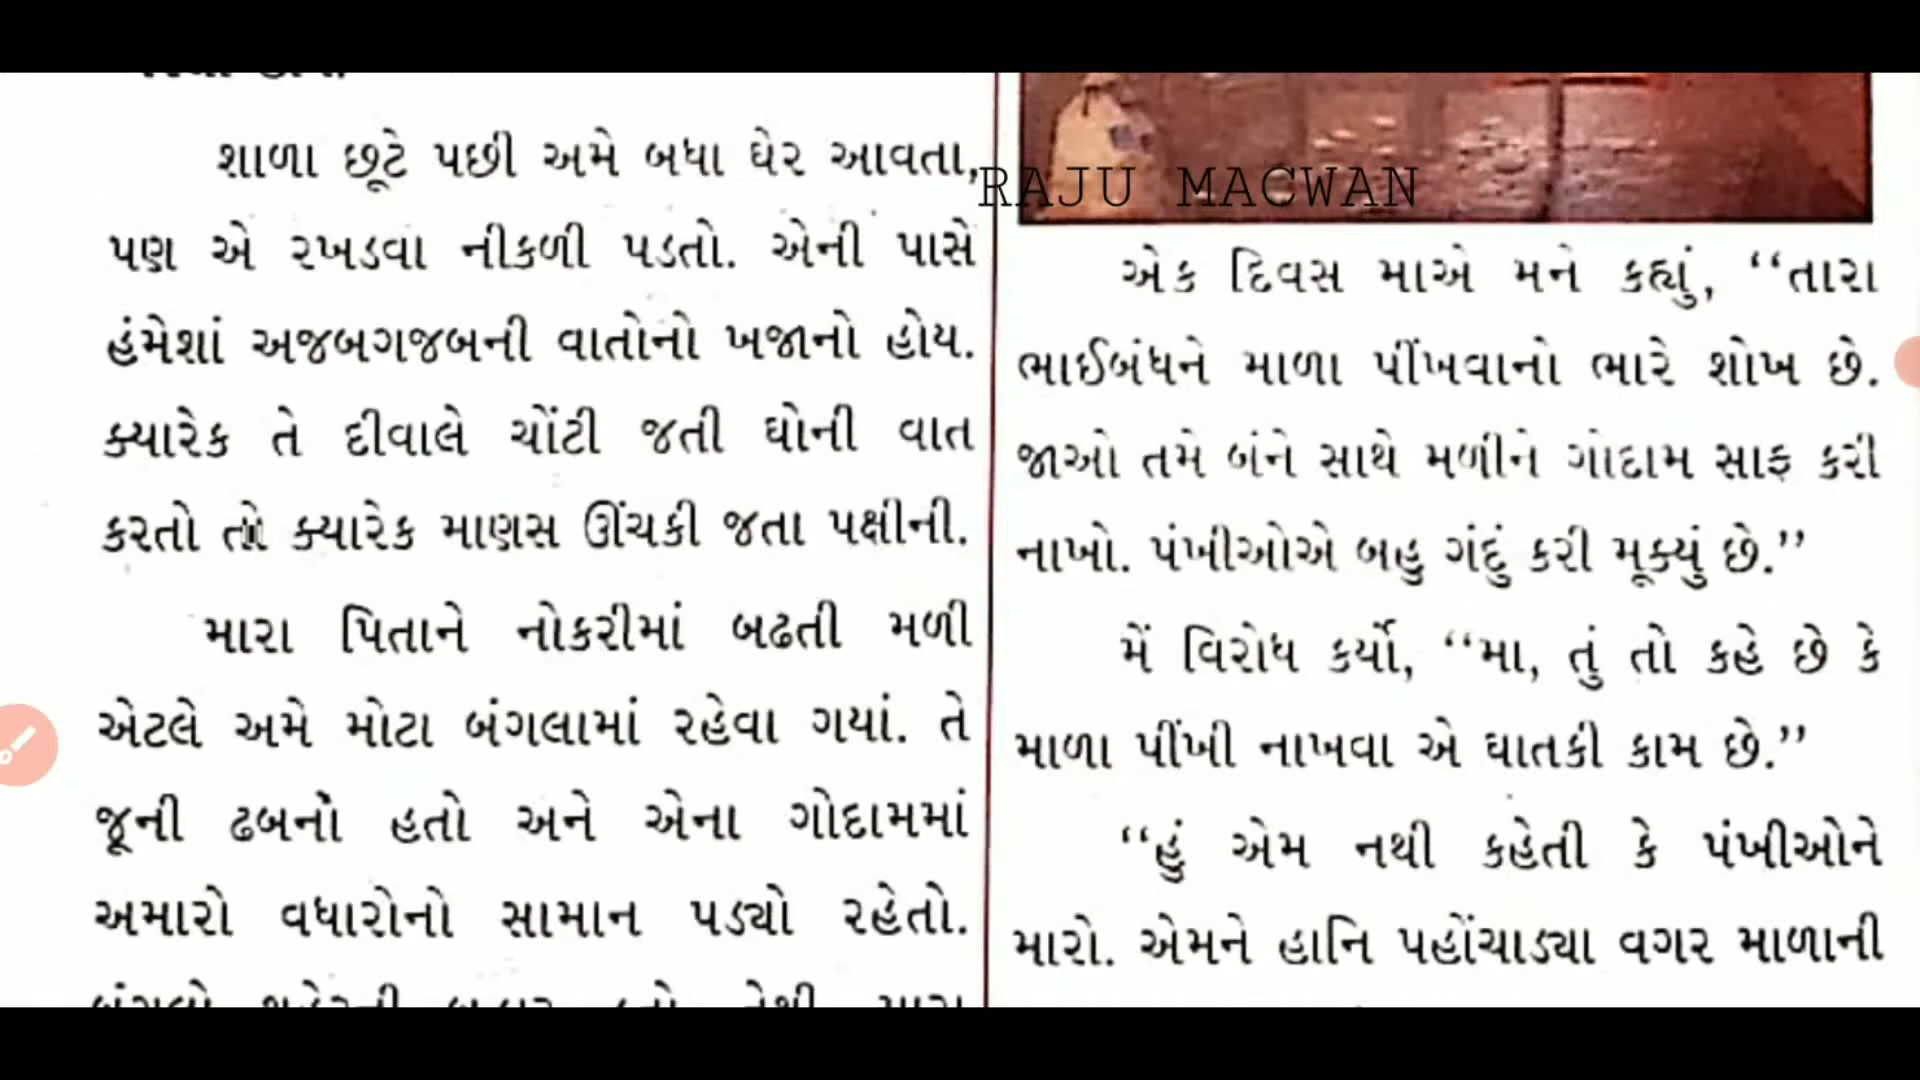 શાળા છૂટે પછી અમે બધા ઘેર આવતા,
પણ એ રખડવા નીકળી પડતો. એની પાસે
હંમેશાં અજબગજબની વાતોનો ખજાનો હોય.
ક્યારેક તે દીવાલે ચોંટી જતી ઘોની વાત
કરતો તો ક્યારેક માણસ ઊંચકી જતા પક્ષીની.
મારા પિતાને નોકરીમાં બઢતી મળી
એટલે અમે મોટા બંગલામાં રહેવા ગયાં. તે
જૂની ઢબનો હતો અને એના ગોદામમાં
અમારો વધારોનો સામાન પડ્યો રહેતો.
RAJU MACWAN
એક દિવસ માએ મને કહ્યું, ‘‘તારા
ભાઈબંધને માળા પીંખવાનો ભારે શોખ છે.
જાઓ તમે બંને સાથે મળીને ગોદામ સાફ કરી
નાખો. પંખીઓએ બહુ ગંદું કરી મૂક્યું છે.’’
મેં વિરોધ કર્યો, ‘‘મા, તું તો કહે છે કે
માળા પીંખી નાખવા એ ઘાતકી કામ છે.’’
‘‘હું એમ નથી કહેતી કે પંખીઓને
મારો. એમને હાનિ પહોંચાડ્યા વગર માળાની